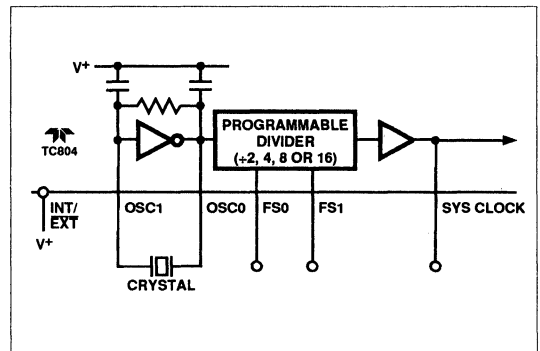 V+
TC804
PROGRAMMABLE
DIVIDER
(÷2, 4, 8 OR 16)
INT/
EXT
V+
OSC1
OSC0
FS0
FS1
SYS CLOCK
CRYSTAL